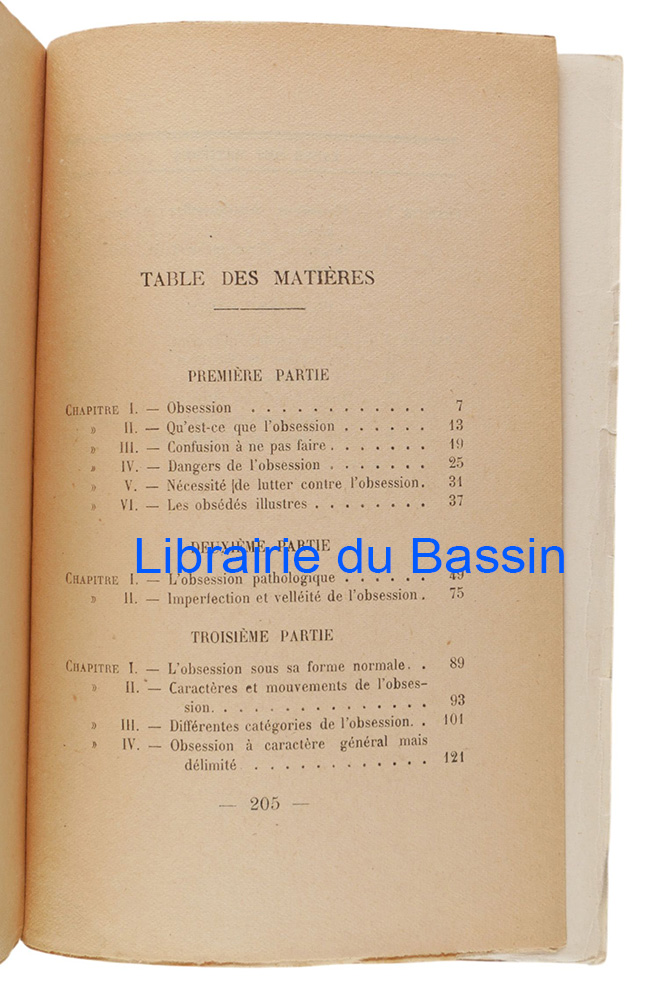 TABLE DES MATIÈRES
PREMIÈRE PARTIE
CHAPITRE I. — Obsession . . . . . . . . . . . . 7
» II. — Qu'est-ce que l'obsession . . . . . . 13
» III. — Confusion à ne pas faire . . . . . . . 19
» IV. — Dangers de l'obsession . . . . . . . 25
» V. — Nécessité de lutter contre l'obsession. 31
» VI. — Les obsédés illustres . . . . . . . . 37
DEUXIÈME PARTIE
Librairie du Bassin
CHAPITRE I. — L'obsession pathologique . . . . . . 49
» II. — Imperfection et velléité de l'obsession . 75
TROISIÈME PARTIE
CHAPITRE I. — L'obsession sous sa forme normale. . 89
» II. — Caractères et mouvements de l'obses-
sion. . . . . . . . . . . . . . 93
» III. — Différentes catégories de l'obsession. . 101
» IV. — Obsession à caractère général mais
délimité . . . . . . . . . . . . 121
— 205 —